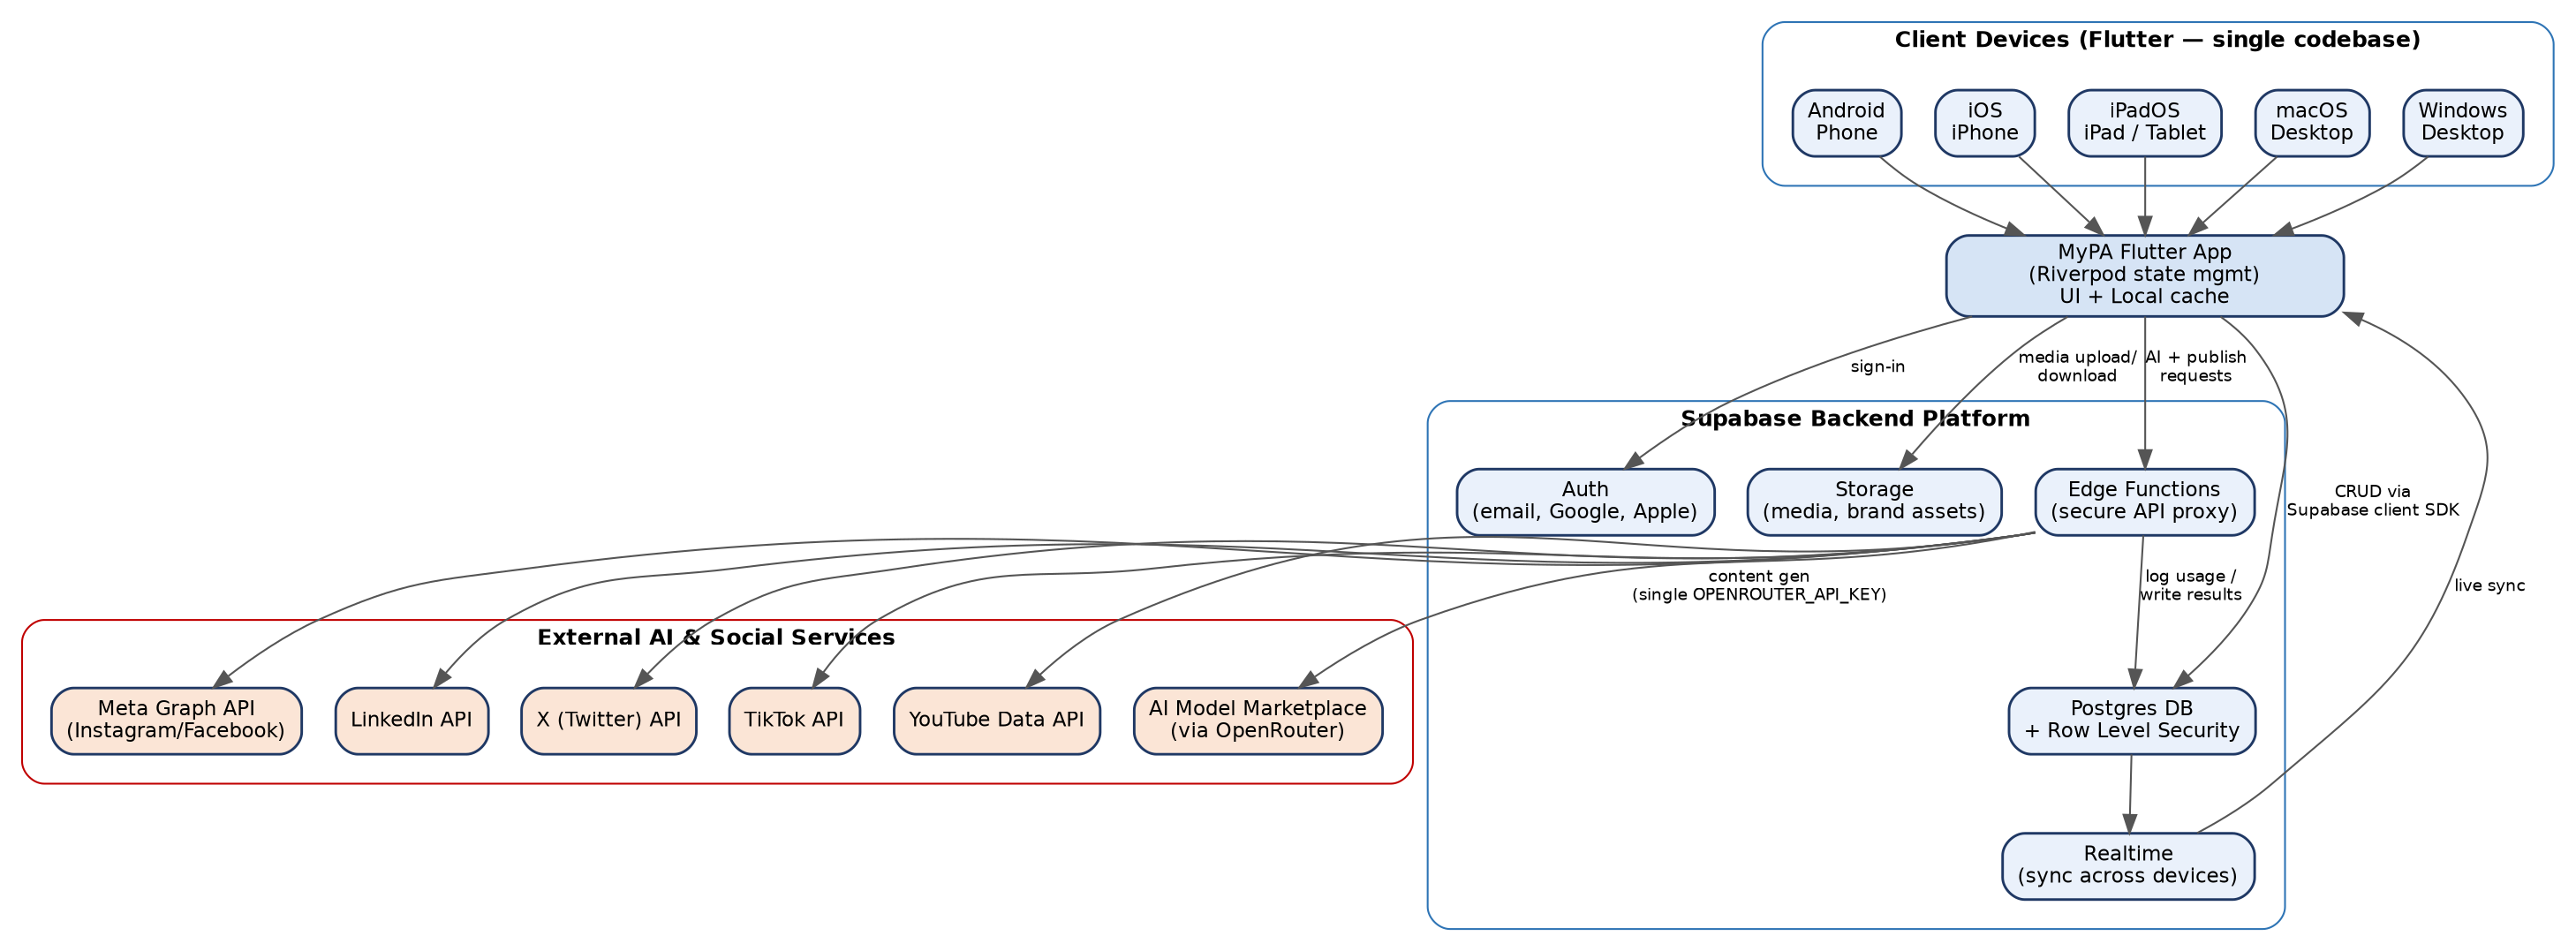 Client Devices (Flutter — single codebase)
Android
Phone
iOS
iPhone
iPadOS
iPad / Tablet
macOS
Desktop
Windows
Desktop
MyPA Flutter App
(Riverpod state mgmt)
UI + Local cache
sign-in
media upload/
download
AI + publish
requests
Supabase Backend Platform
Auth
(email, Google, Apple)
Storage
(media, brand assets)
Edge Functions
(secure API proxy)
CRUD via
Supabase client SDK
content gen
(single OPENROUTER_API_KEY)
log usage /
write results
live sync
External AI & Social Services
Meta Graph API
(Instagram/Facebook)
LinkedIn API
X (Twitter) API
TikTok API
YouTube Data API
AI Model Marketplace
(via OpenRouter)
Postgres DB
+ Row Level Security
Realtime
(sync across devices)